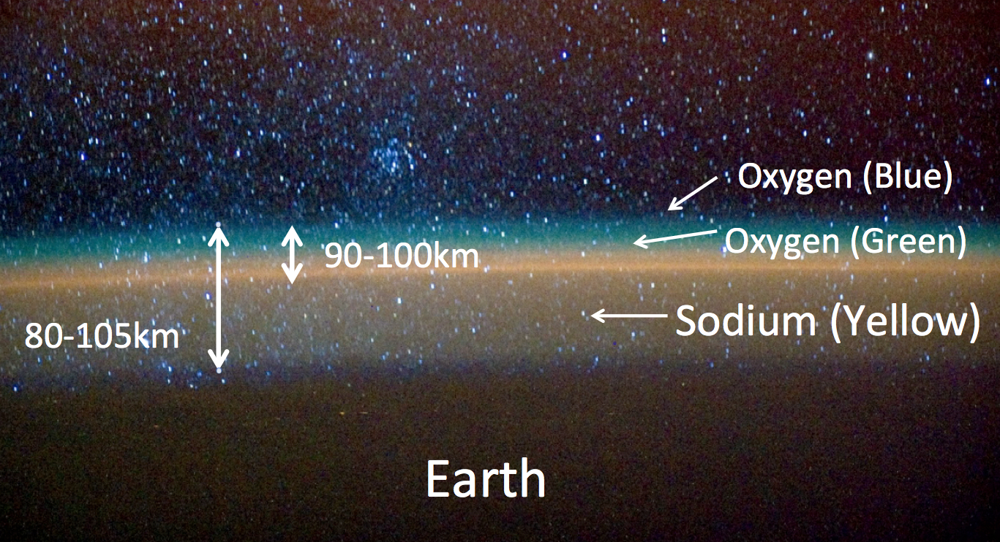 Oxygen (Blue)
Oxygen (Green)
90-100km
Sodium (Yellow)
80-105km
Earth